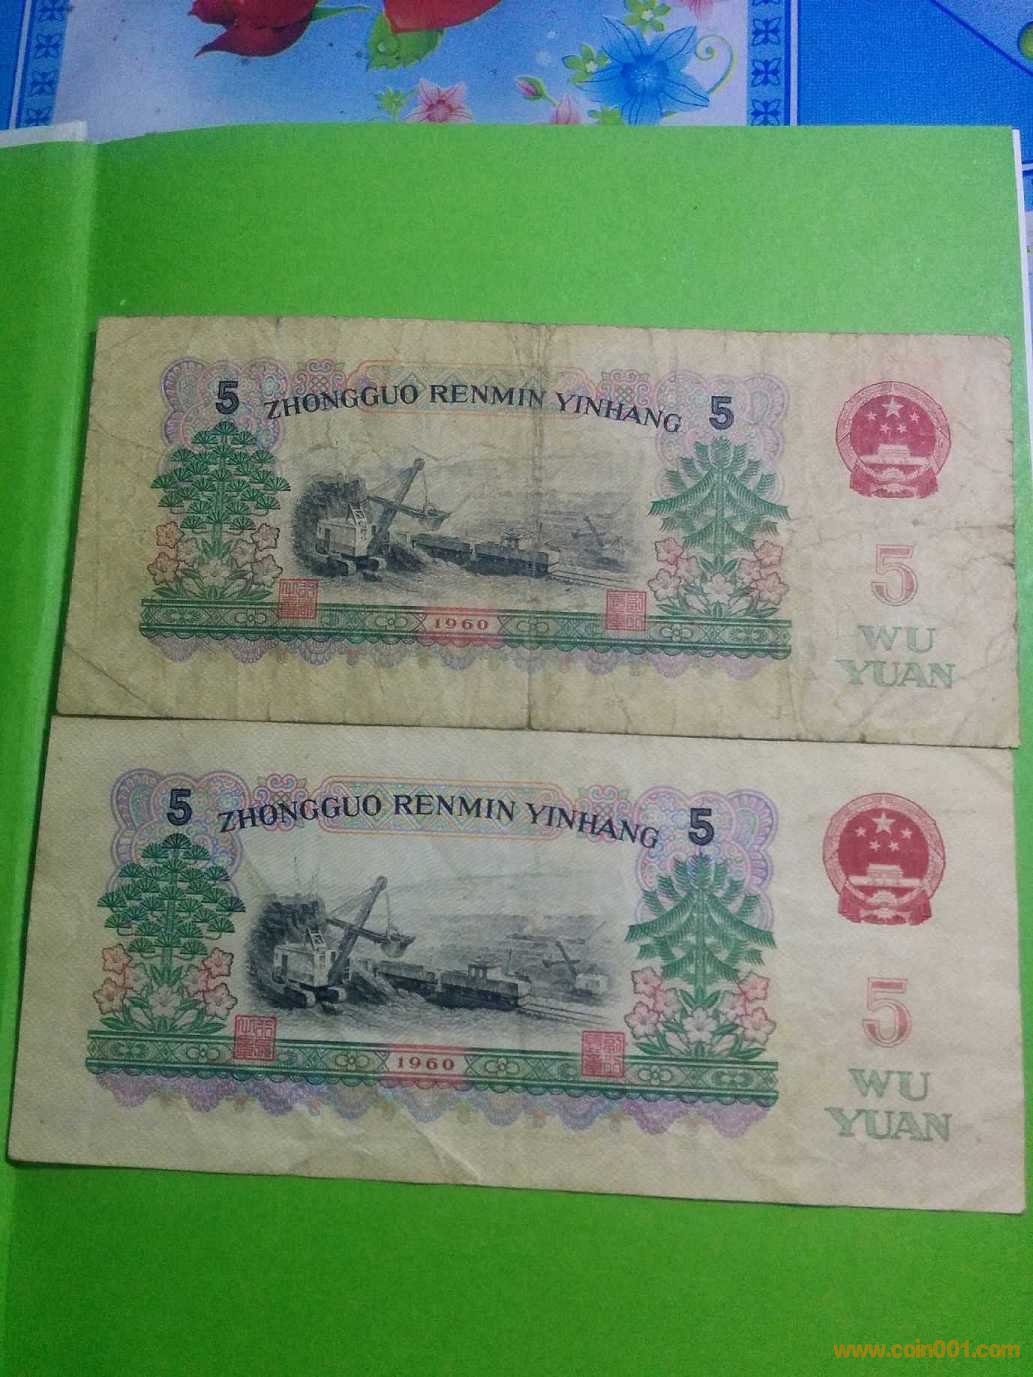 5 ZHONGGUO RENMIN YINHANG 5
1960
5
WU
YUAN
5 ZHONGGUO RENMIN YINHANG 5
1960
5
WU
YUAN
www.coin001.com